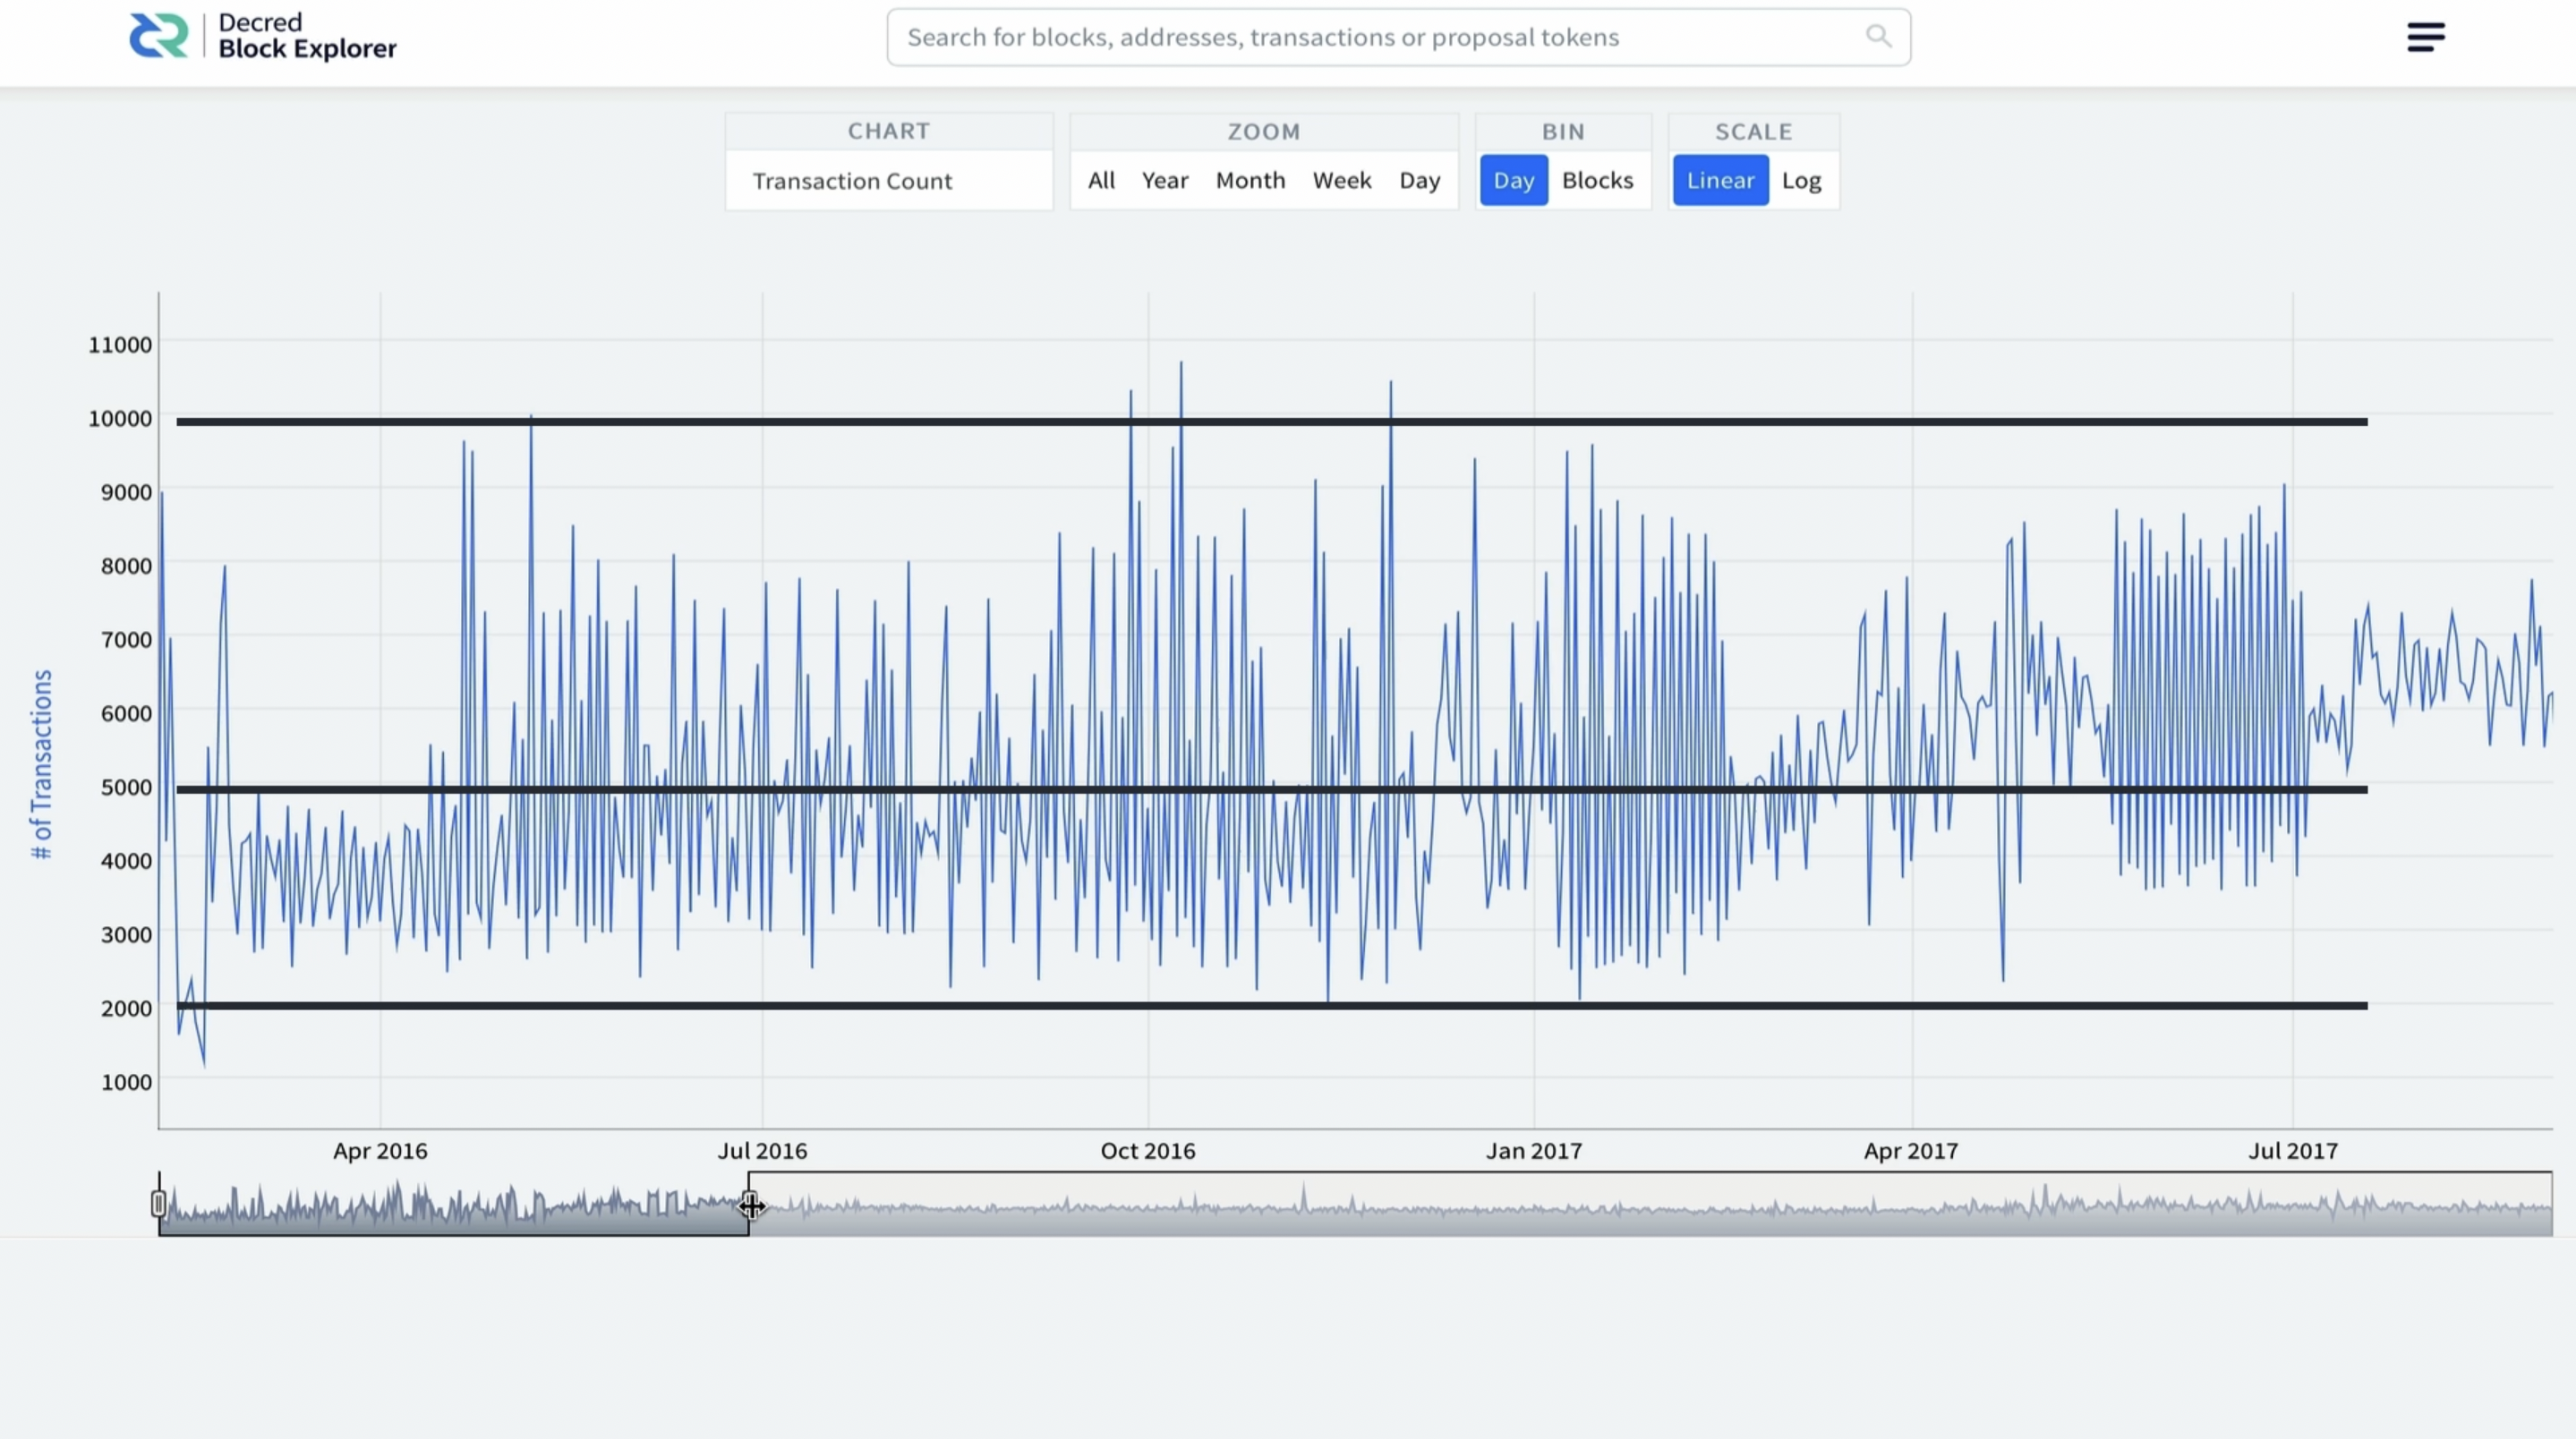 Decred
Block Explorer
Search for blocks, addresses, transactions or proposal tokens
CHART
Transaction Count
ZOOM
All Year Month Week Day
BIN
Day Blocks
SCALE
Linear Log
11000
10000
9000
8000
7000
6000
5000
4000
3000
2000
1000
# of Transactions
Apr 2016
Jul 2016
Oct 2016
Jan 2017
Apr 2017
Jul 2017